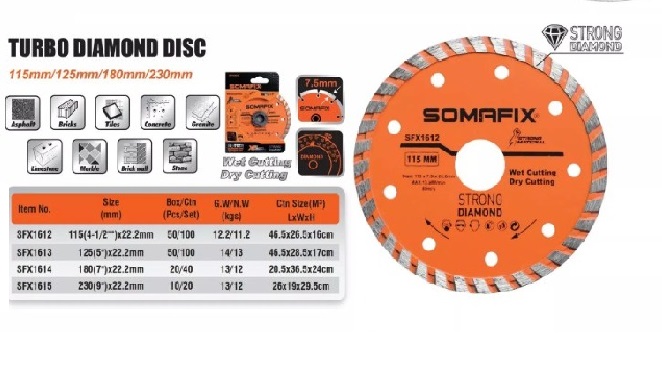 STRONG
DIAMOND
TURBO DIAMOND DISC
115mm/125mm/180mm/230mm
7.5mm
SOMAFIX
Asphalt Bricks Tiles Concrete Granite
DIAMOND
Limestone Marble Brick wall Stone
Wet Cutting
Dry Cutting
Item No. Size (mm) Box/Ctn (Pcs/Set) G.W/N.W (kgs) Ctn Size(M³) LxWxH
SFX1612 115(4-1/2"")x22.2mm 50/100 12.2/11.2 46.5x26.5x16cm
SFX1613 125(5")x22.2mm 50/100 14/13 46.5x28.5x17cm
SFX1614 180(7")x22.2mm 20/40 13/12 20.5x36.5x24cm
SFX1615 230(9")x22.2mm 10/20 13/12 26x19x29.5cm
SOMAFIX
SFX1612
115 MM
Wet Cutting
Dry Cutting
STRONG
DIAMOND